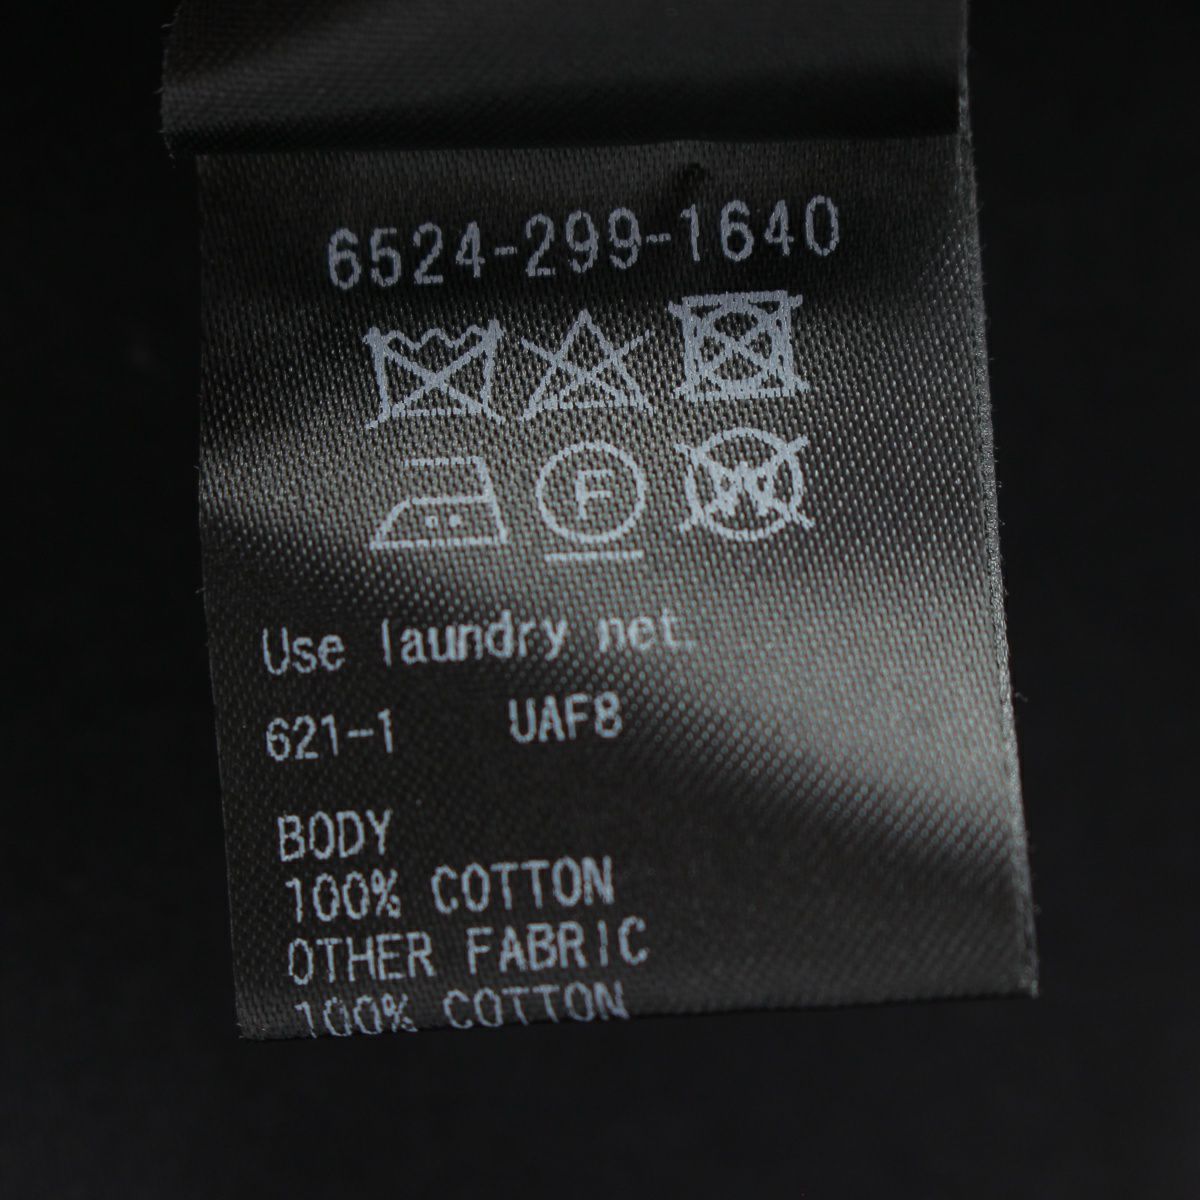 6524-299-1640
F
W
Use laundry net.
621-1 UAF8
BODY
100% COTTON
OTHER FABRIC
100% COTTON